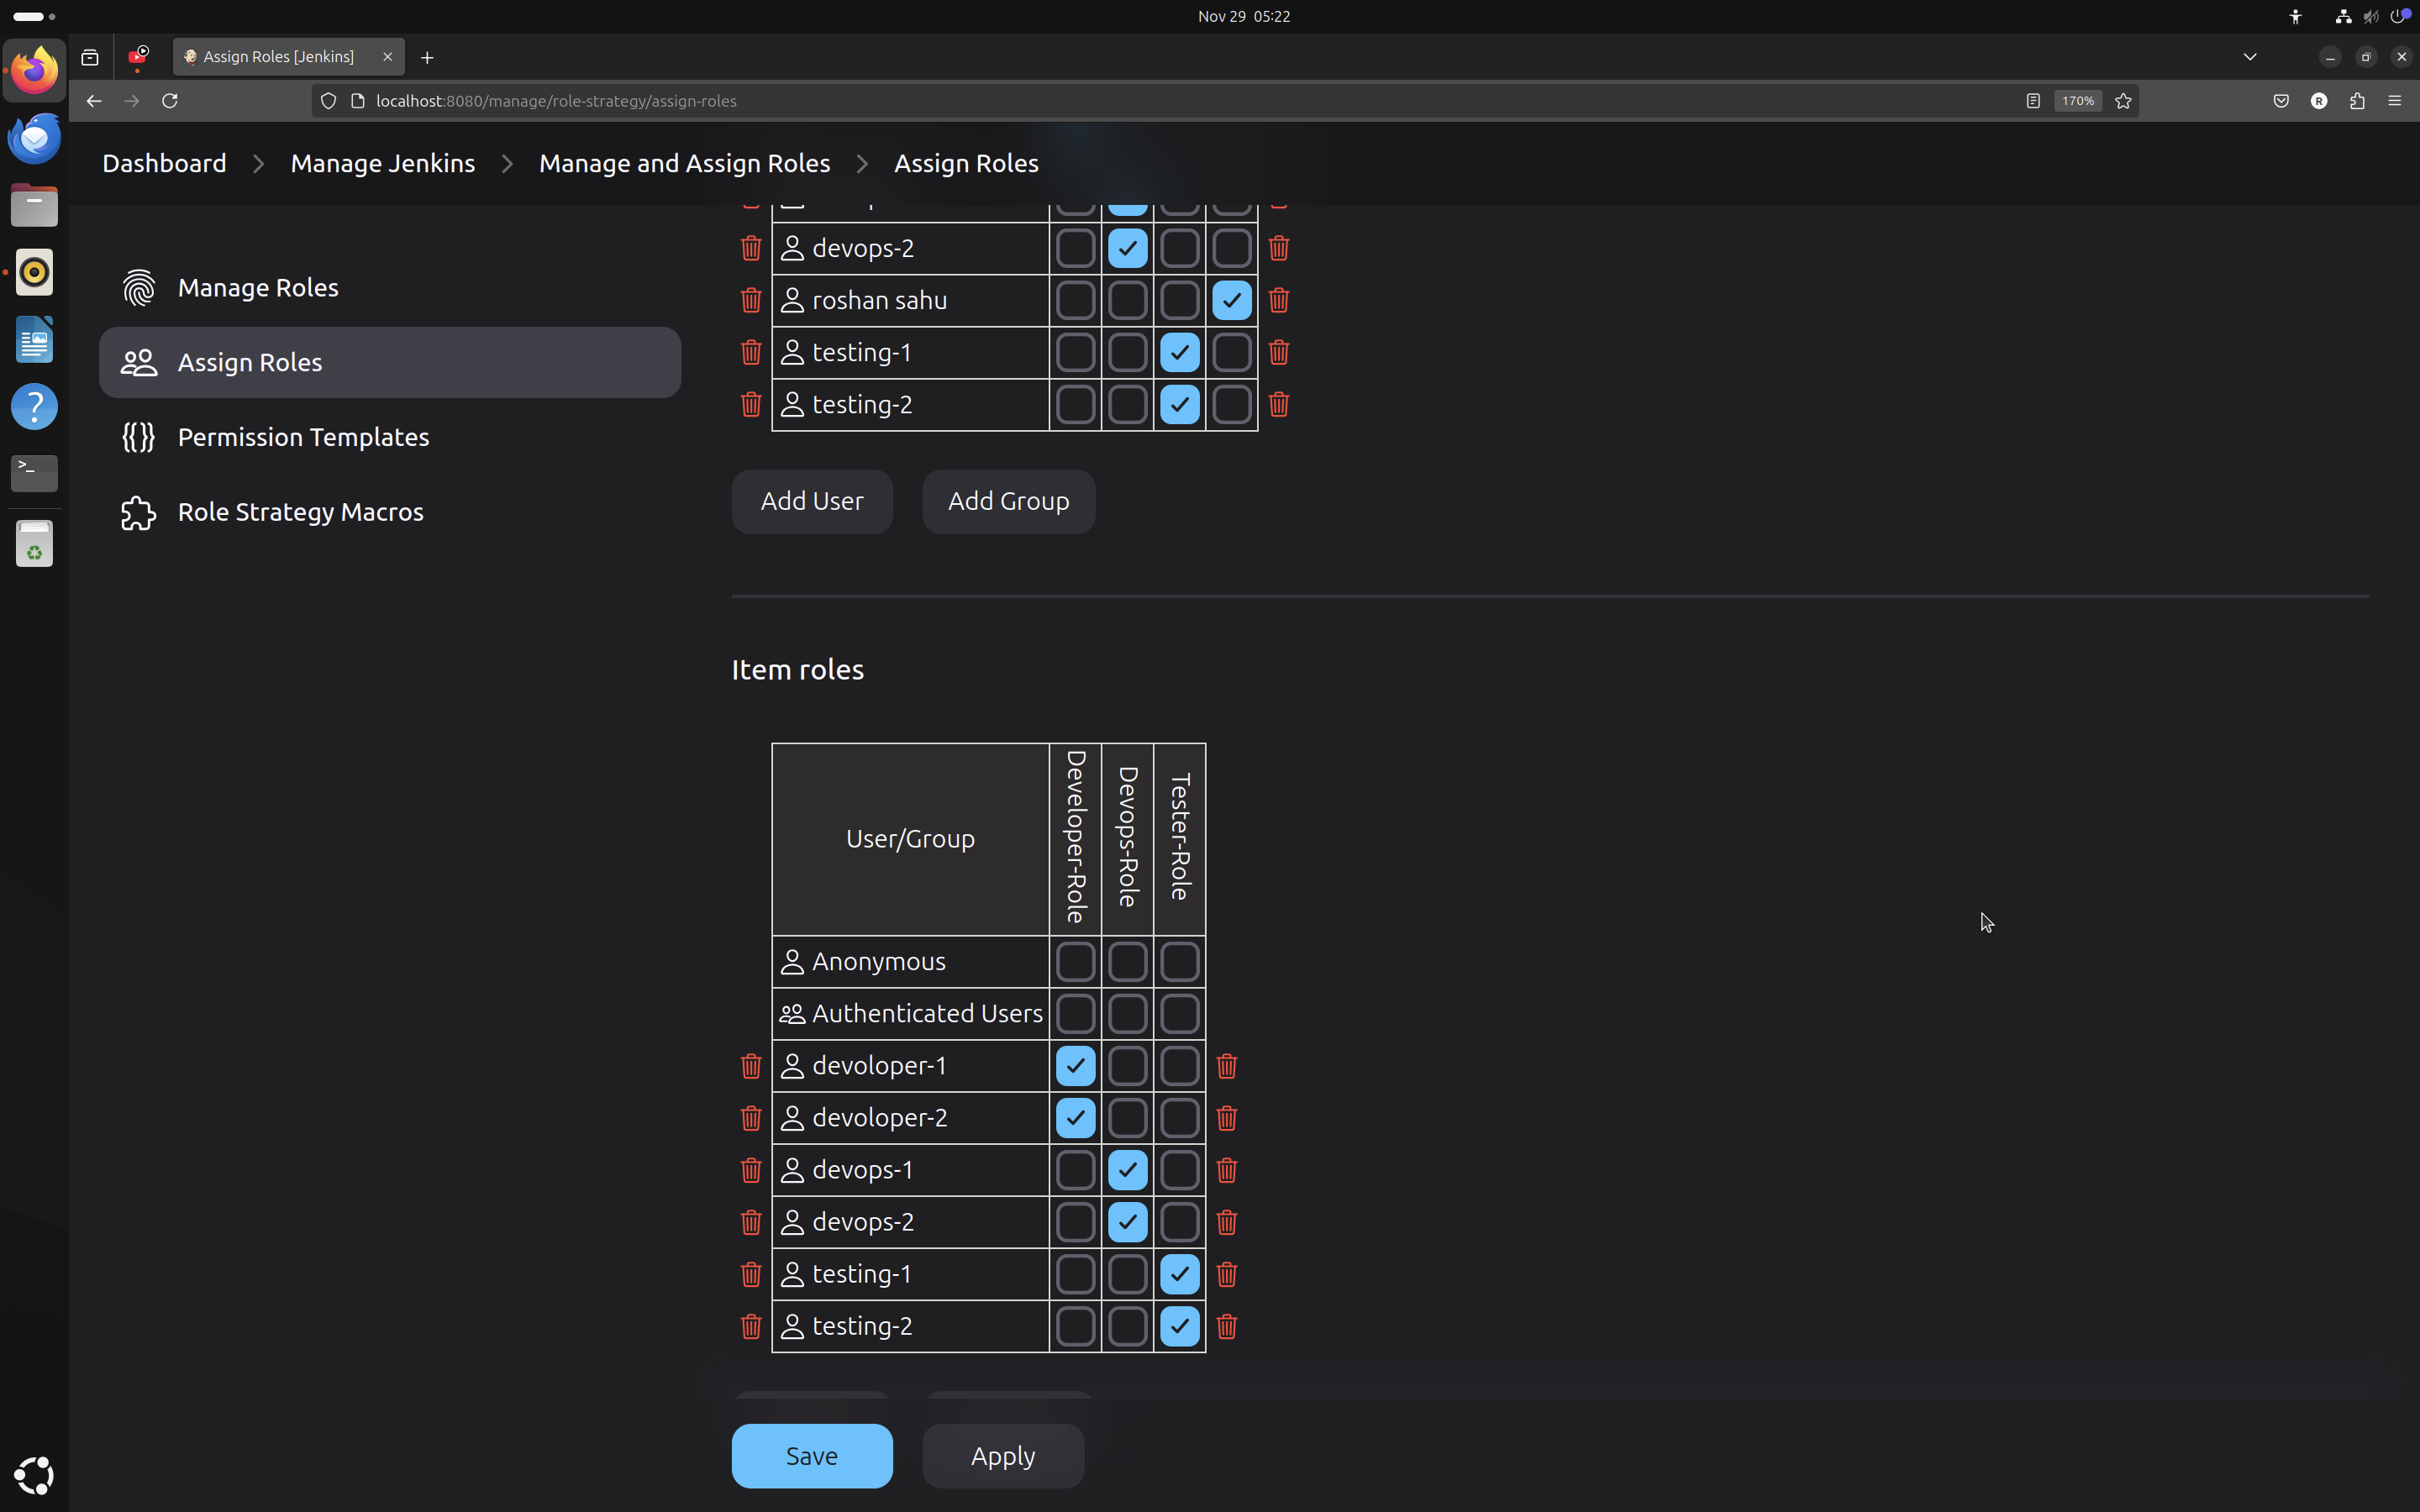 Nov 29 05:22
Assign Roles [Jenkins]
localhost:8080/manage/role-strategy/assign-roles
170%
R
Dashboard > Manage Jenkins > Manage and Assign Roles > Assign Roles
Manage Roles
Assign Roles
Permission Templates
Role Strategy Macros
devops-2
roshan sahu
testing-1
testing-2
Add User
Add Group
Item roles
User/Group
Developer-Role
Devops-Role
Tester-Role
Anonymous
Authenticated Users
devoloper-1
devoloper-2
devops-1
devops-2
testing-1
testing-2
Save
Apply